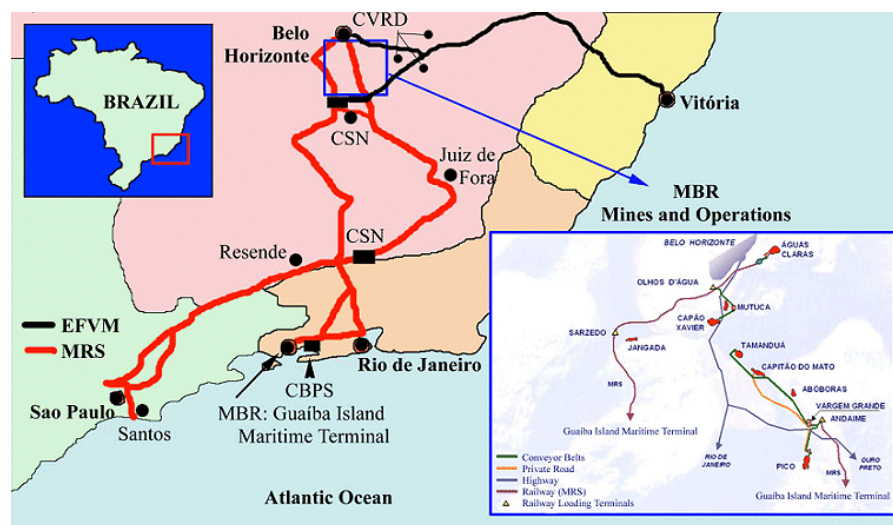 BRAZIL
Belo
Horizonte
CVRD
Vitória
CSN
Juiz de
Fora
MBR
Mines and Operations
CSN
Resende
EFVM
MRS
Rio de Janeiro
CBPS
MBR: Guaíba Island
Maritime Terminal
Sao Paulo
Santos
Atlantic Ocean
BELO HORIZONTE
ÁGUAS
CLARAS
OLHOS D'ÁGUA
MUTUCA
CAPÃO
XAVIER
SARZEDO
JANGADA
TAMANDUÁ
CAPITÃO DO MATO
ABÓBORAS
VARGEM GRANDE
ANDAIME
MRS
Guaíba Island Maritime Terminal
RIO DE
JANEIRO
OURO
PRETO
PICO
MRS
Guaíba Island Maritime Terminal
Conveyor Belts
Private Road
Highway
Railway (MRS)
Railway Loading Terminals